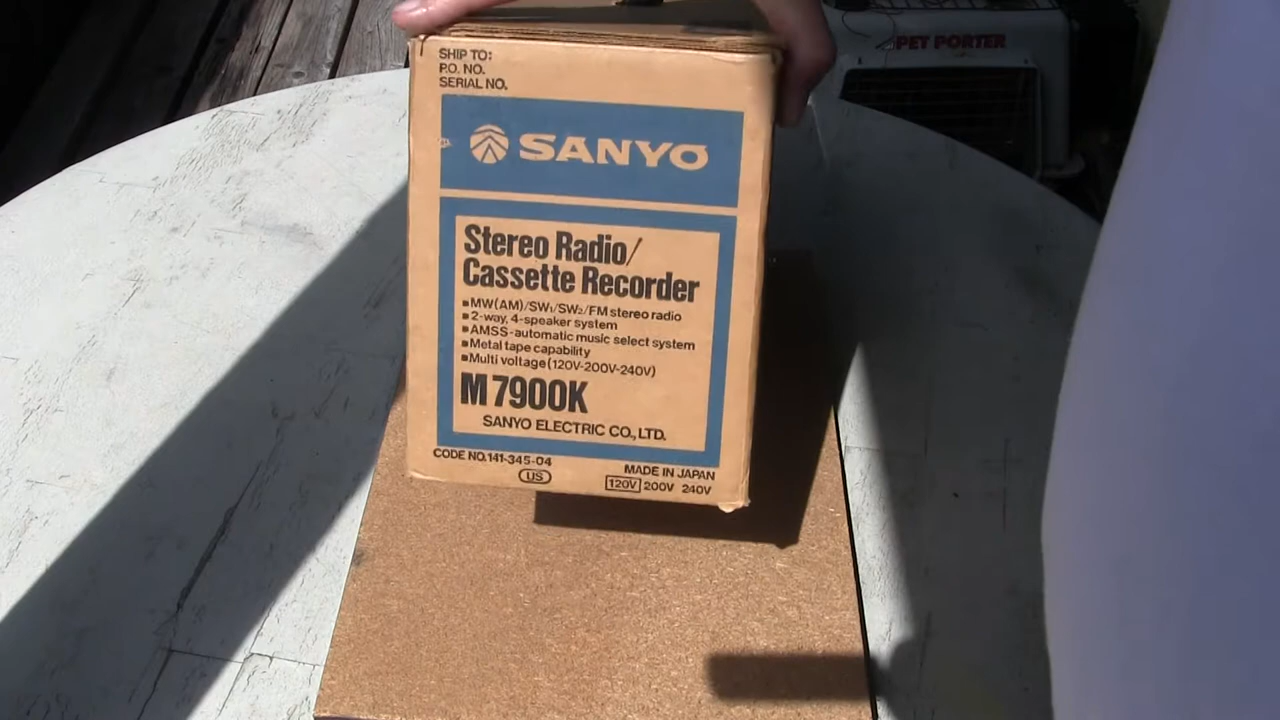 PET PORTER
SHIP TO:
P.O. NO.
SERIAL NO.
SANYO
Stereo Radio/
Cassette Recorder
▪MW(AM)/SW₁/SW₂/FM stereo radio
▪2-way, 4-speaker system
▪AMSS-automatic music select system
▪Metal tape capability
▪Multi voltage(120V-200V-240V)
M 7900K
SANYO ELECTRIC CO., LTD.
CODE NO.141-345-04
US
MADE IN JAPAN
120V 200V 240V